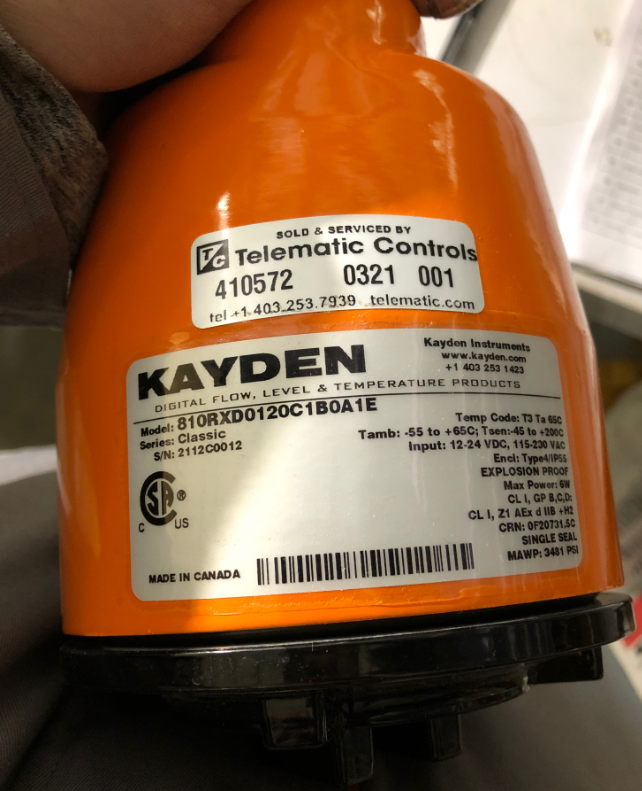 SOLD & SERVICED BY
T/C Telematic Controls
410572 0321 001
tel +1.403.253.7939 telematic.com
KAYDEN
DIGITAL FLOW, LEVEL & TEMPERATURE PRODUCTS
Kayden Instruments
www.kayden.com
+1 403 253 1423
Model: 810RXD0120C1B0A1E
Series: Classic
S/N: 2112C0012
Temp Code: T3 Ta 65C
Tamb: -55 to +65C; Tsen:-45 to +200C
Input: 12-24 VDC, 115-230 VAC
Encl: Type4/IP55
EXPLOSION PROOF
Max Power: 6W
CL I, GP B,C,D:
CL I, Z1 AEx d IIB +H2
CRN: 0F20731.5C
SINGLE SEAL
MAWP: 3481 PSI
C SA ® US
MADE IN CANADA